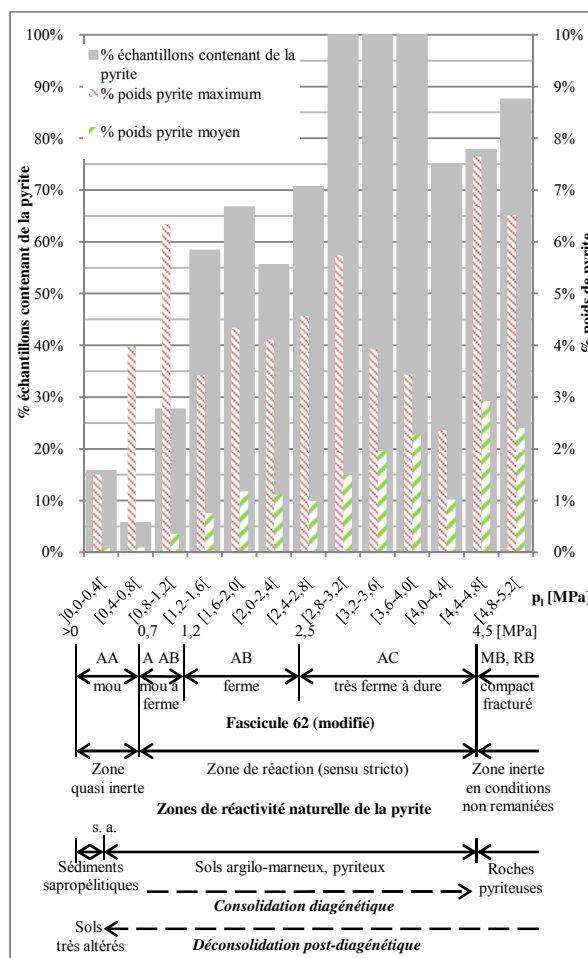 100%
90%
80%
70%
60%
50%
40%
30%
20%
10%
0%
% échantillons contenant de la pyrite
% échantillons contenant de la
pyrite
% poids pyrite maximum
% poids pyrite moyen
10%
9%
8%
7%
6%
5%
4%
3%
2%
1%
0%
% poids de pyrite
]0,0-0,4[
[0,4-0,8[
[0,8-1,2[
[1,2-1,6[
[1,6-2,0[
[2,0-2,4[
[2,4-2,8[
[2,8-3,2[
[3,2-3,6[
[3,6-4,0[
[4,0-4,4[
[4,4-4,8[
[4,8-5,2[
pl [MPa]
>0 0,7 1,2 2,5 4,5 [MPa]
AA A AB AB AC MB, RB
mou mou à ferme très ferme à dure compact
ferme fracturé
Fascicule 62 (modifié)
Zone Zone de réaction (sensu stricto) Zone inerte
quasi inerte en conditions
Zones de réactivité naturelle de la pyrite non remaniées
s. a.
Sédiments Sols argilo-marneux, pyriteux Roches
sapropélitiques pyriteuses
Consolidation diagénétique
Sols
très altérés Déconsolidation post-diagénétique